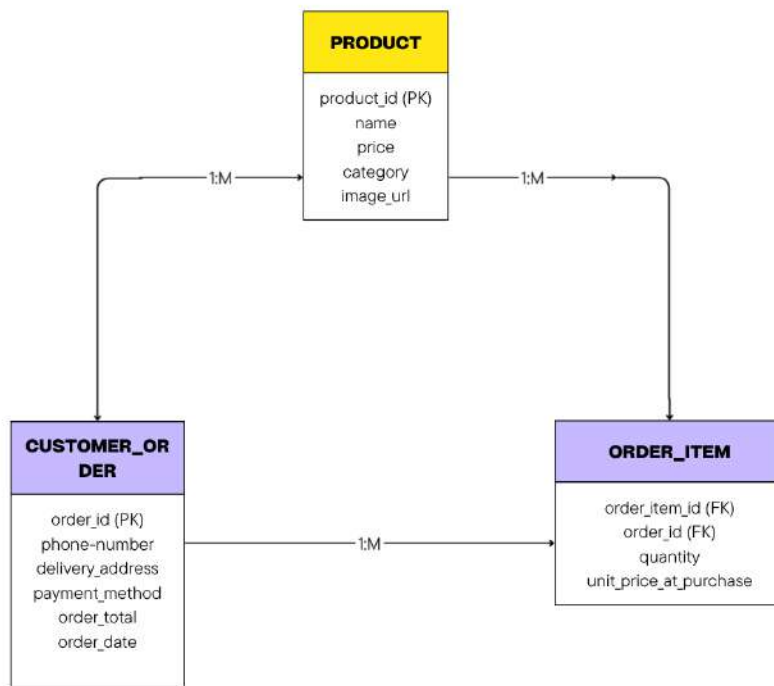 PRODUCT
product_id (PK)
name
price
category
image_url
1:M
1:M
CUSTOMER_OR
DER
order_id (PK)
phone-number
delivery_address
payment_method
order_total
order_date
1:M
ORDER_ITEM
order_item_id (FK)
order_id (FK)
quantity
unit_price_at_purchase